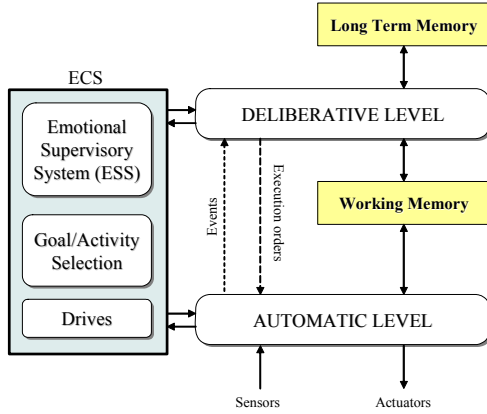 Long Term Memory
ECS
DELIBERATIVE LEVEL
Emotional
Supervisory
System (ESS)
Events
Execution orders
Working Memory
Goal/Activity
Selection
Drives
AUTOMATIC LEVEL
Sensors
Actuators